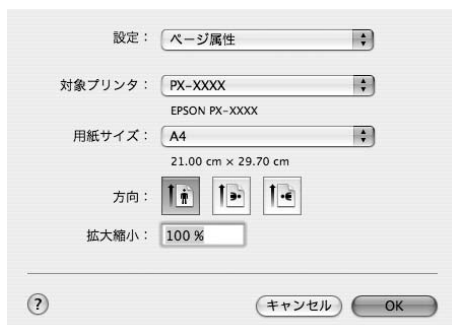 設定： ページ属性
対象プリンタ： PX-XXXX
EPSON PX-XXXX
用紙サイズ： A4
21.00 cm × 29.70 cm
方向：
拡大縮小： 100 %
? キャンセル OK